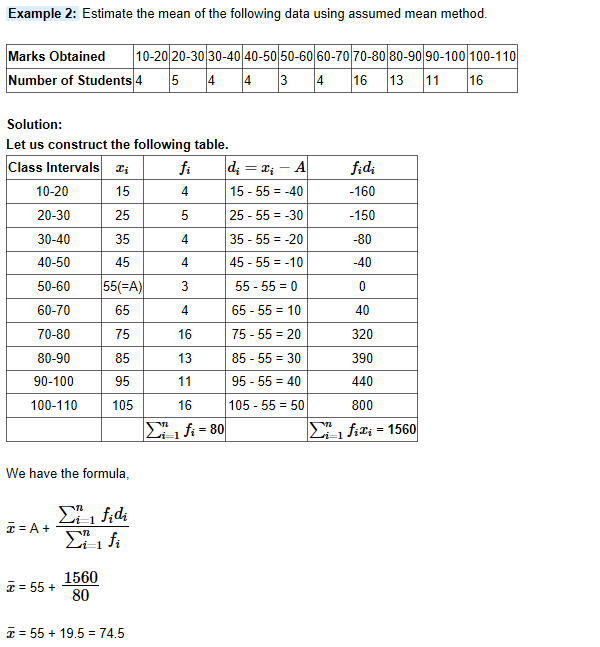 Example 2: Estimate the mean of the following data using assumed mean method.
Marks Obtained 10-20 20-30 30-40 40-50 50-60 60-70 70-80 80-90 90-100 100-110
Number of Students 4 5 4 4 3 4 16 13 11 16
Solution:
Let us construct the following table.
Class Intervals xᵢ fᵢ dᵢ = xᵢ − A fᵢdᵢ
10-20 15 4 15 - 55 = -40 -160
20-30 25 5 25 - 55 = -30 -150
30-40 35 4 35 - 55 = -20 -80
40-50 45 4 45 - 55 = -10 -40
50-60 55(=A) 3 55 - 55 = 0 0
60-70 65 4 65 - 55 = 10 40
70-80 75 16 75 - 55 = 20 320
80-90 85 13 85 - 55 = 30 390
90-100 95 11 95 - 55 = 40 440
100-110 105 16 105 - 55 = 50 800
∑ⁿᵢ₌₁ fᵢ = 80 ∑ⁿᵢ₌₁ fᵢxᵢ = 1560
We have the formula,
x̄ = A + ∑ⁿᵢ₌₁ fᵢdᵢ / ∑ⁿᵢ₌₁ fᵢ
x̄ = 55 + 1560 / 80
x̄ = 55 + 19.5 = 74.5